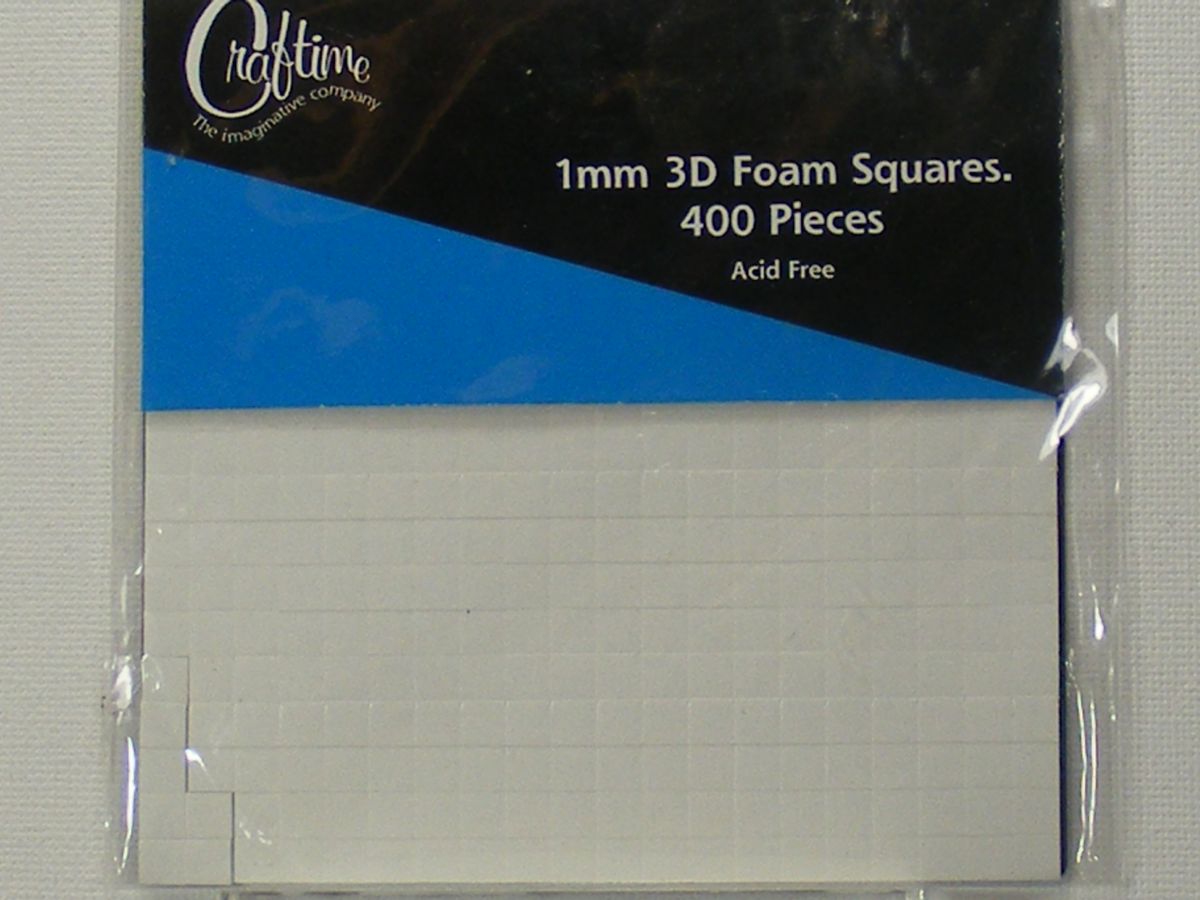 Craftime
The imaginative company
1mm 3D Foam Squares.
400 Pieces
Acid Free